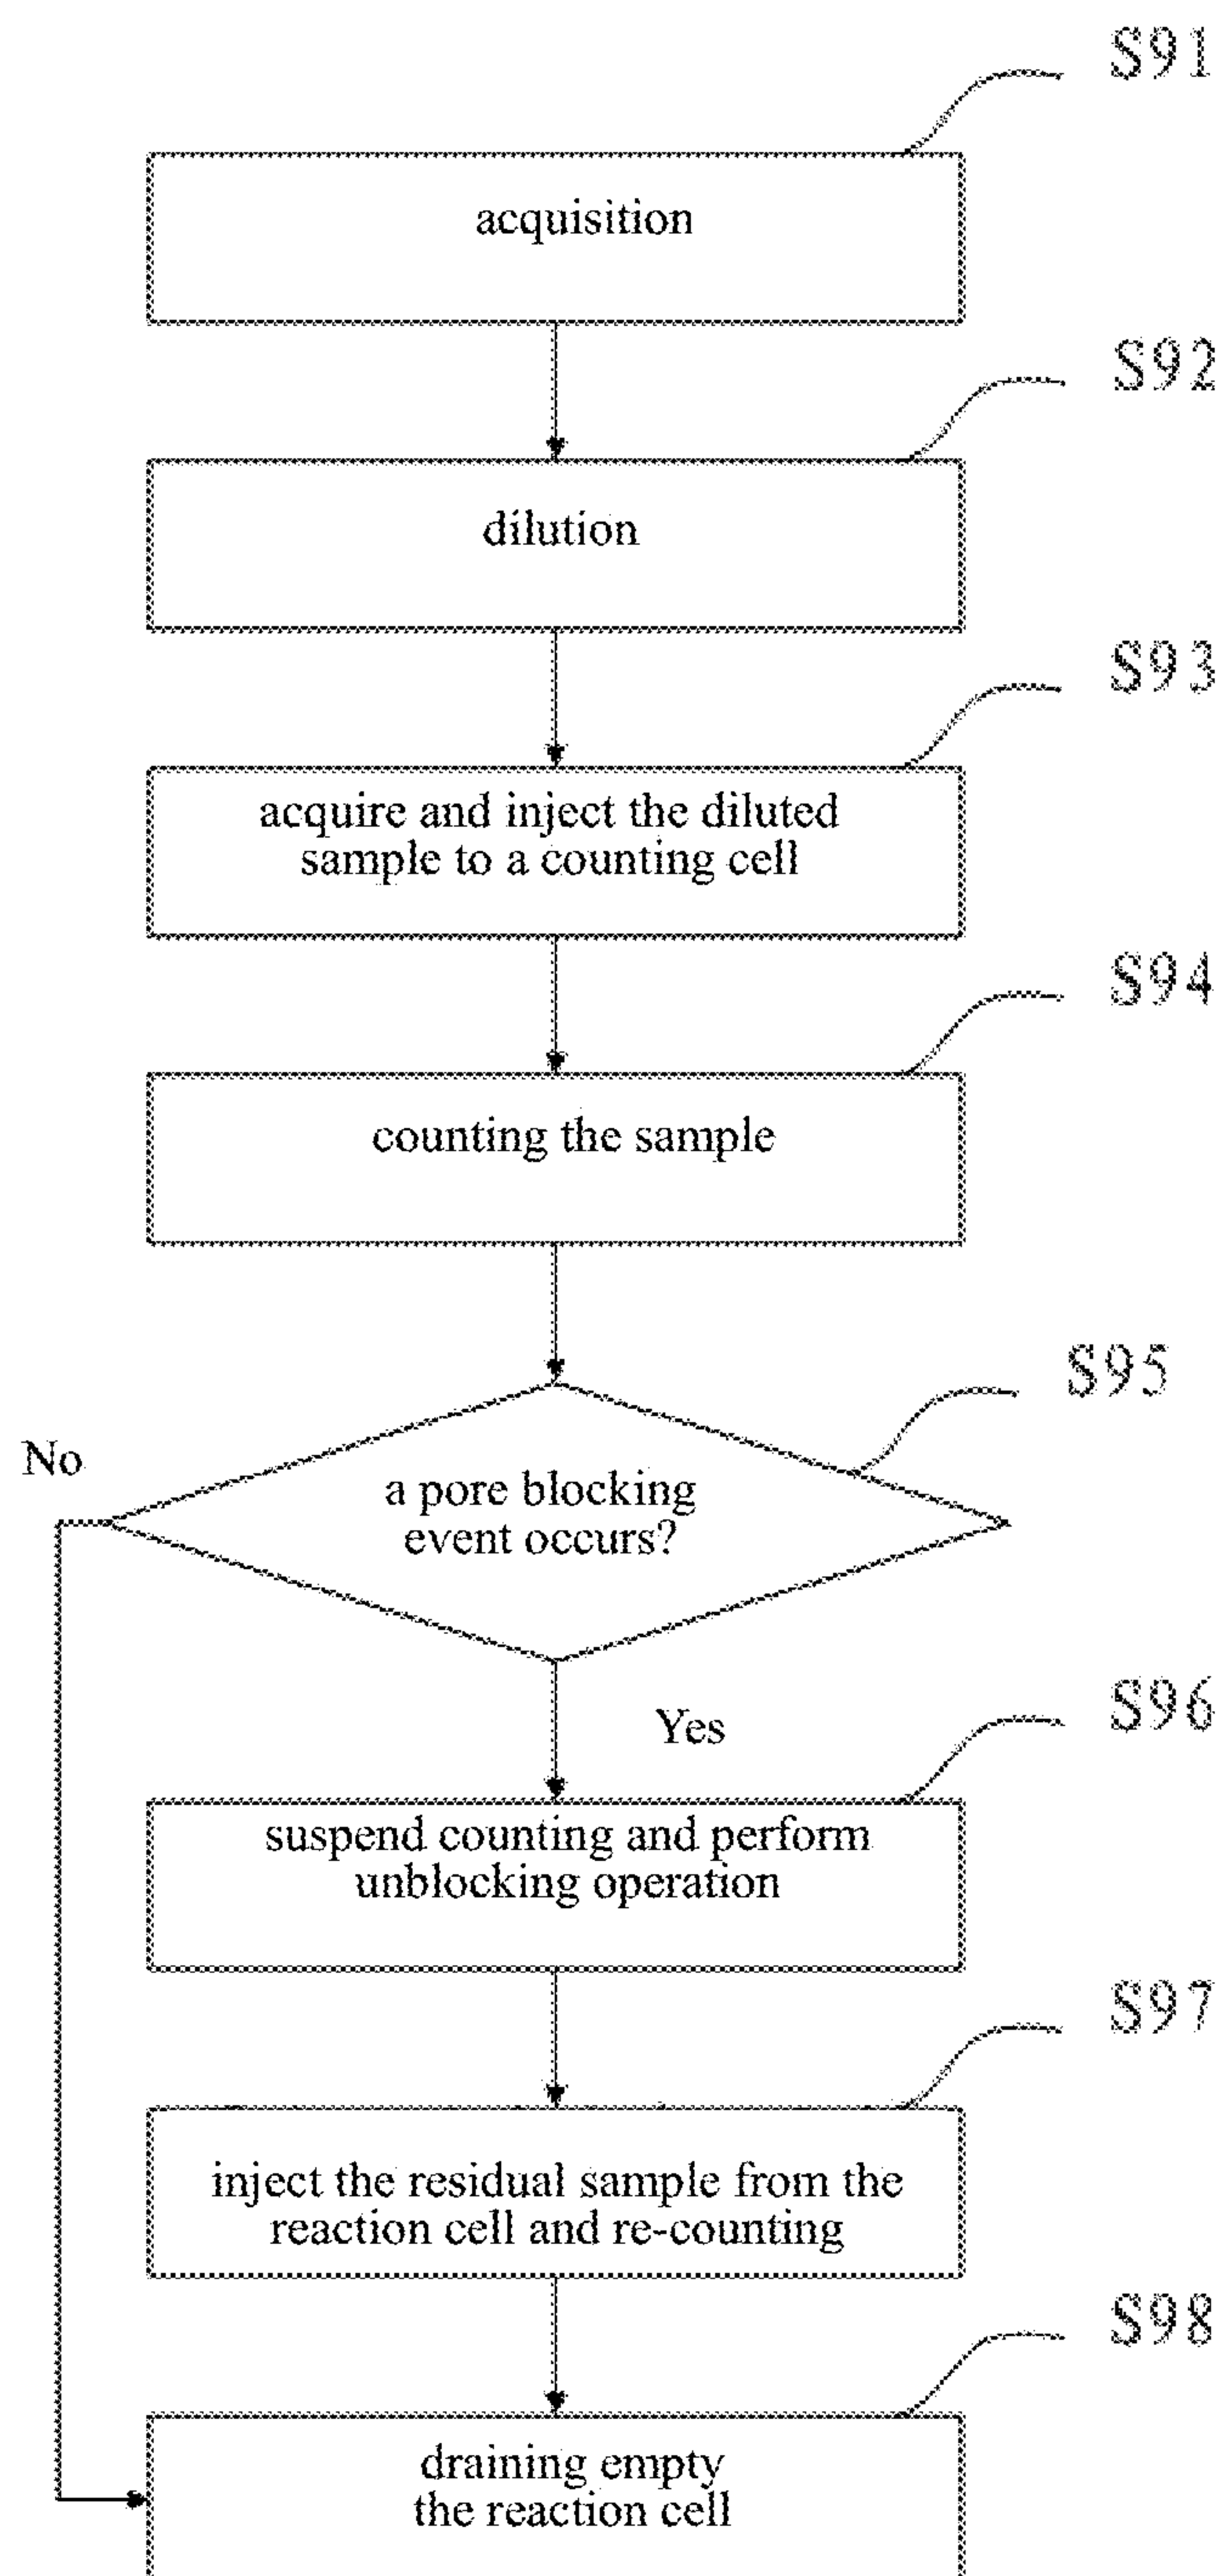 S91
acquisition
S92
dilution
S93
acquire and inject the diluted
sample to a counting cell
S94
counting the sample
S95
No
a pore blocking
event occurs?
Yes
S96
suspend counting and perform
unblocking operation
S97
inject the residual sample from the
reaction cell and re-counting
S98
draining empty
the reaction cell